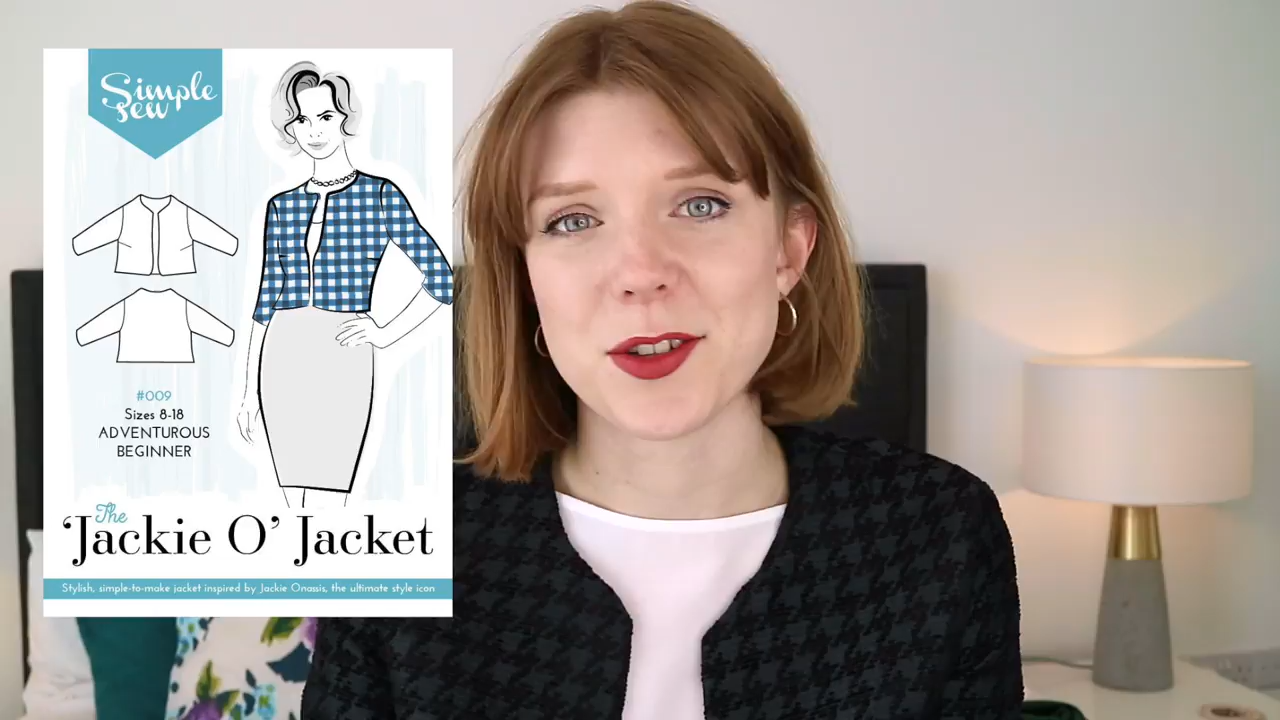 Simple
Sew
#009
Sizes 8-18
ADVENTUROUS
BEGINNER
The
'Jackie O' Jacket
Stylish, simple-to-make jacket inspired by Jackie Onassis, the ultimate style icon